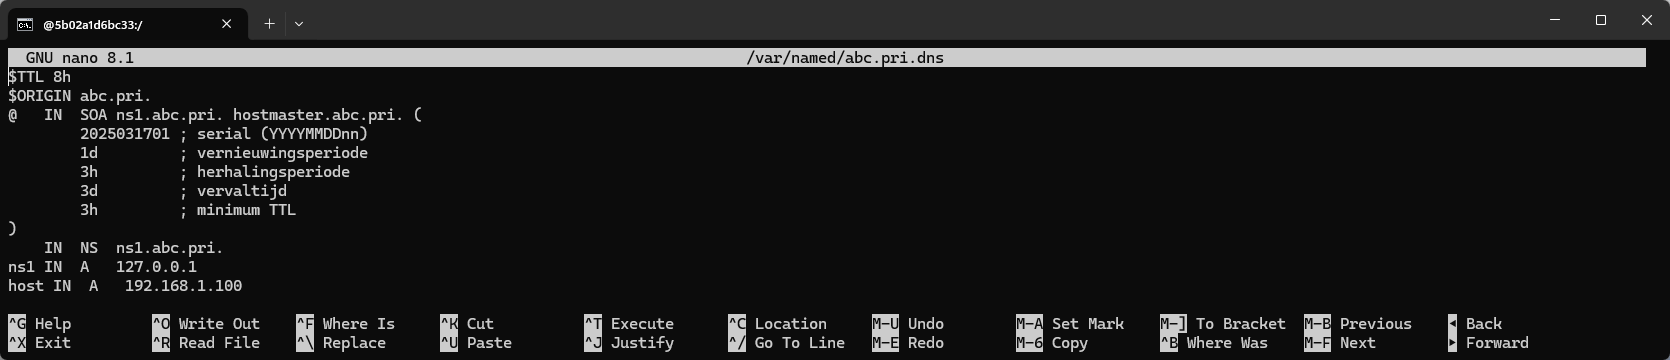 @5b02a1d6bc33:/
GNU nano 8.1 /var/named/abc.pri.dns
$TTL 8h
$ORIGIN abc.pri.
@ IN SOA ns1.abc.pri. hostmaster.abc.pri. (
2025031701 ; serial (YYYYMMDDnn)
1d ; vernieuwingsperiode
3h ; herhalingsperiode
3d ; vervaltijd
3h ; minimum TTL
)
IN NS ns1.abc.pri.
ns1 IN A 127.0.0.1
host IN A 192.168.1.100
^G Help ^O Write Out ^F Where Is ^K Cut ^T Execute ^C Location M-U Undo M-A Set Mark M-] To Bracket M-B Previous ◂ Back
^X Exit ^R Read File ^\ Replace ^U Paste ^J Justify ^/ Go To Line M-E Redo M-6 Copy ^B Where Was M-F Next ▸ Forward